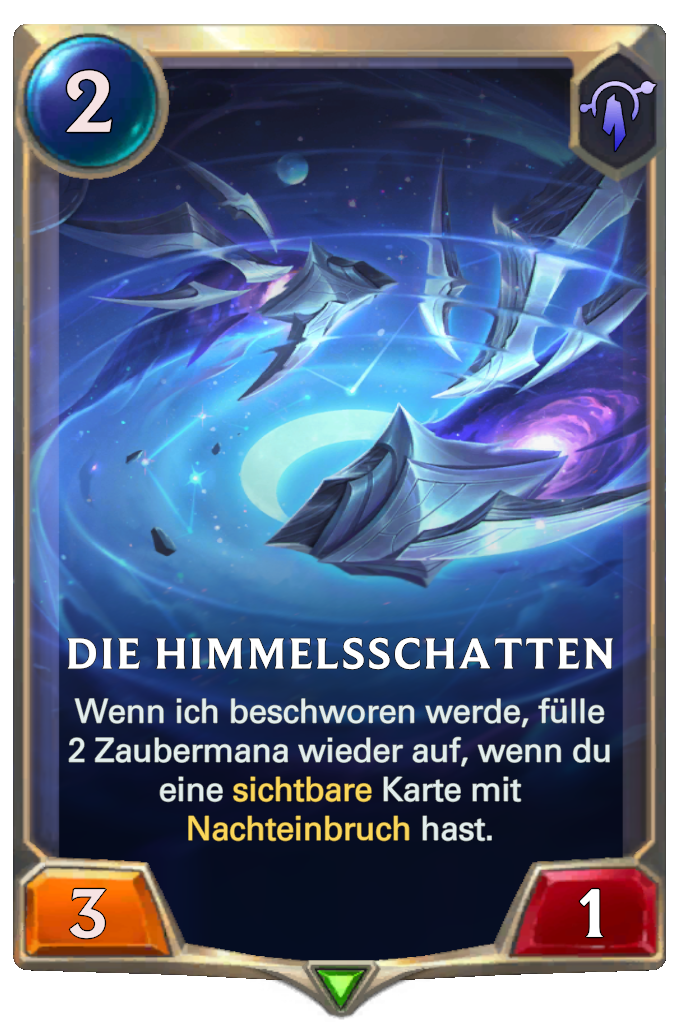 2
DIE HIMMELSSCHATTEN
Wenn ich beschworen werde, fülle
2 Zaubermana wieder auf, wenn du
eine sichtbare Karte mit
Nachteinbruch hast.
3
1